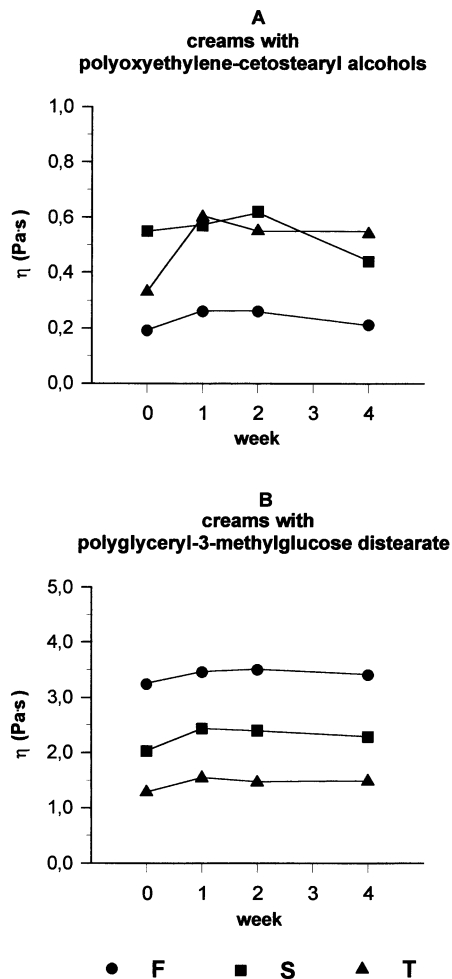 A
creams with
polyoxyethylene-cetostearyl alcohols
1,0
0,8
0,6
0,4
0,2
0,0
η (Pa·s)
0 1 2 3 4
week
B
creams with
polyglyceryl-3-methylglucose distearate
5,0
4,0
3,0
2,0
1,0
0,0
η (Pa·s)
0 1 2 3 4
week
F S T